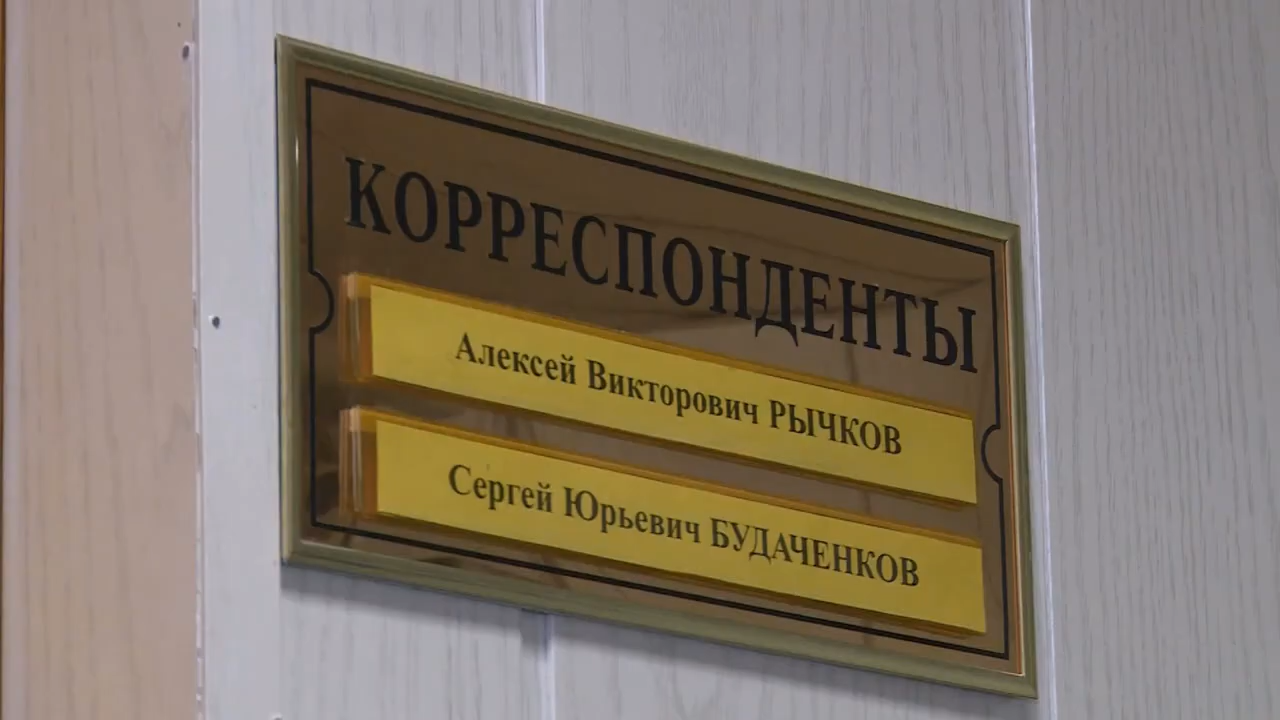 КОРРЕСПОНДЕНТЫ
Алексей Викторович РЫЧКОВ
Сергей Юрьевич БУДАЧЕНКОВ